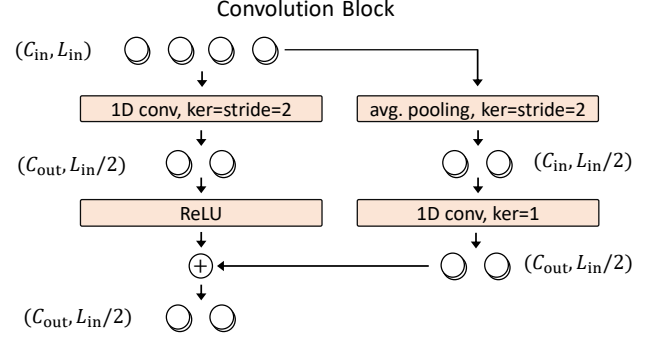 Convolution Block
(C_in, L_in)
1D conv, ker=stride=2
avg. pooling, ker=stride=2
(C_out, L_in/2)
(C_in, L_in/2)
ReLU
1D conv, ker=1
+
(C_out, L_in/2)
(C_out, L_in/2)